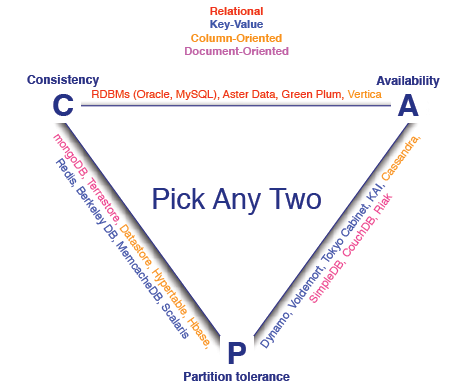 Relational
Key-Value
Column-Oriented
Document-Oriented
Consistency
Availability
C
RDBMs (Oracle, MySQL), Aster Data, Green Plum, Vertica
A
mongoDB, Terrastore, Datastore, Hypertable, Hbase,
Redis, Berkeley DB, MemcacheDB, Scalaris
Pick Any Two
Dynamo, Voldemort, Tokyo Cabinet, KAI, Cassandra,
SimpleDB, CouchDB, Riak
P
Partition tolerance